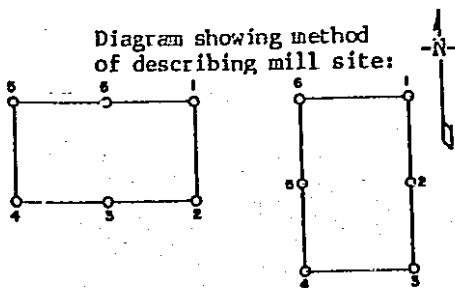 Diagram showing method
of describing mill site:
N
5 6 1
4 3 2
6 1
5 2
4 3